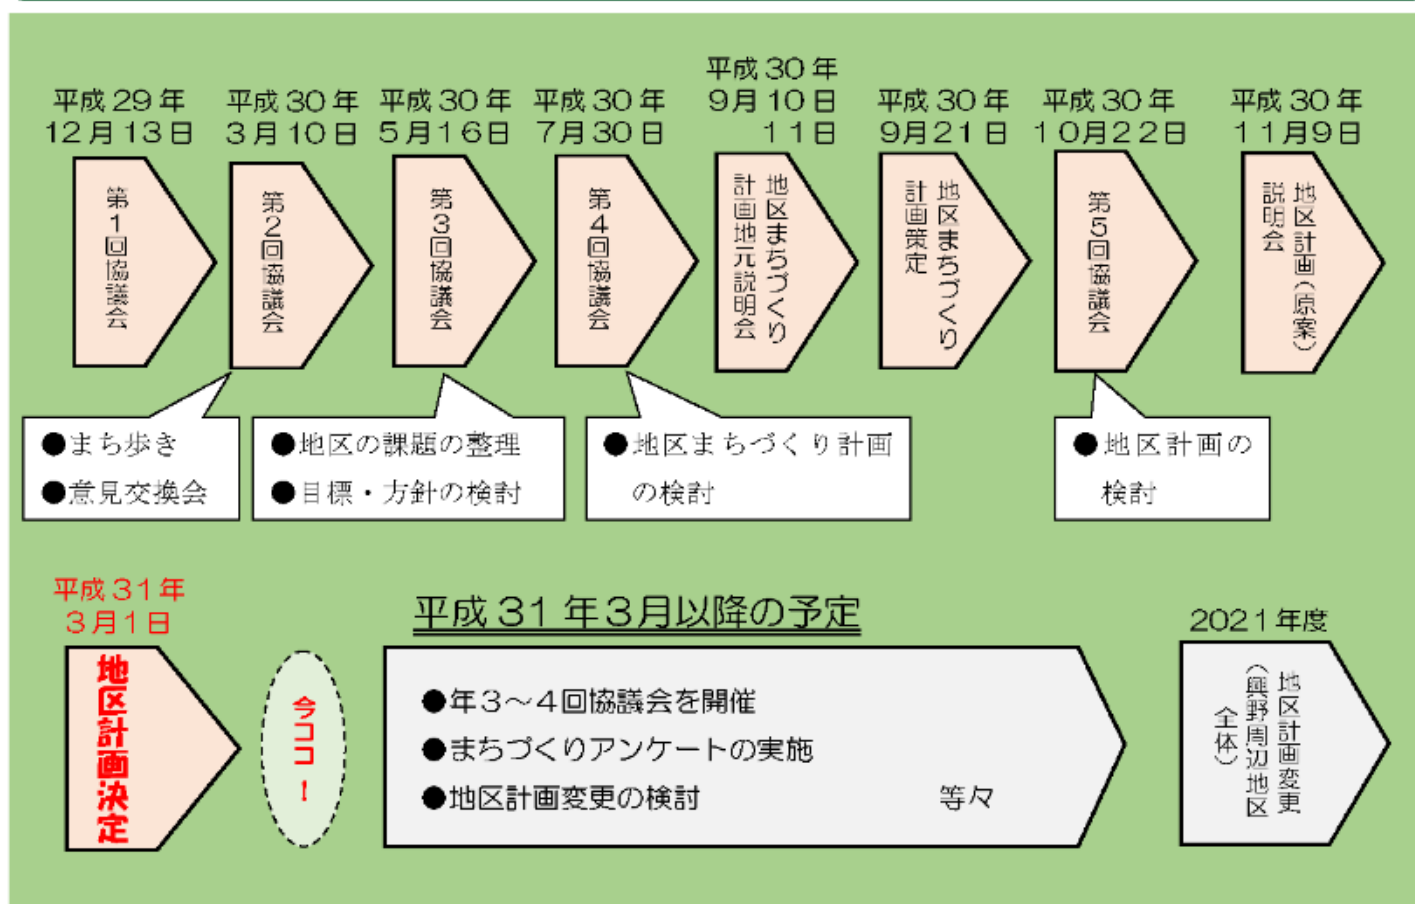 平成29年
12月13日
平成30年
3月10日
平成30年
5月16日
平成30年
7月30日
平成30年
9月10日
11日
平成30年
9月21日
平成30年
10月22日
平成30年
11月9日
第1回協議会
第2回協議会
第3回協議会
第4回協議会
地区まちづくり
計画地元説明会
地区まちづくり
計画策定
第5回協議会
地区計画(原案)
説明会
●まち歩き
●意見交換会
●地区の課題の整理
●目標・方針の検討
●地区まちづくり計画
の検討
●地区計画の
検討
平成31年
3月1日
地区計画決定
今ココ!
平成31年3月以降の予定
●年3~4回協議会を開催
●まちづくりアンケートの実施
●地区計画変更の検討 等々
2021年度
地区計画変更
(興野周辺地区
全体)